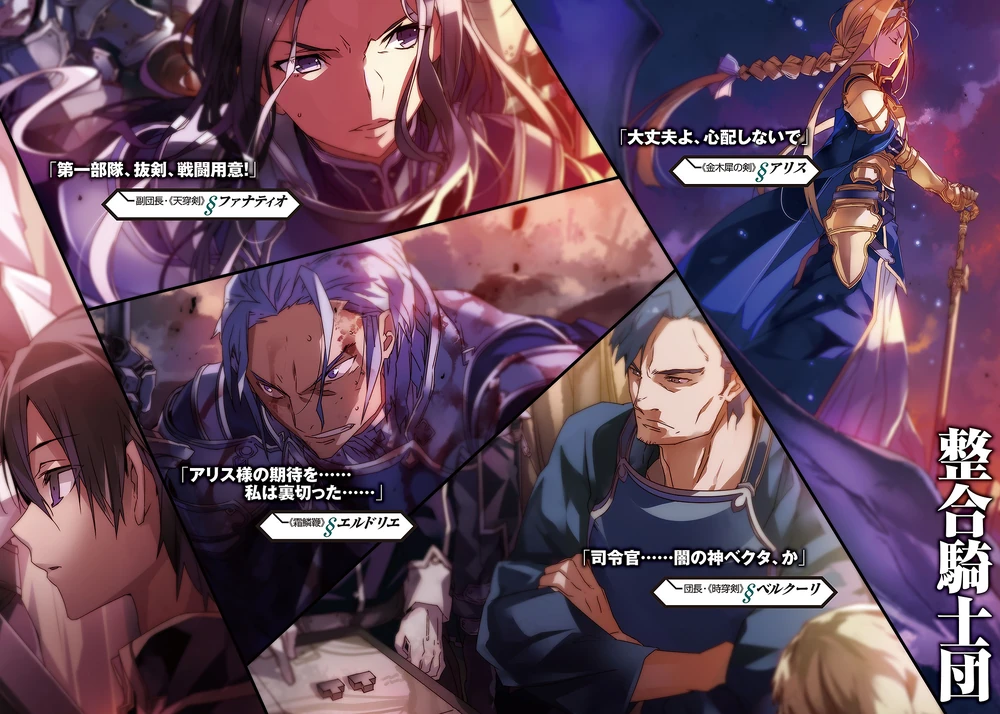 「第一部隊、抜剣、戦闘用意!」
副団長・《天穿剣》§ファナティオ
「大丈夫よ、心配しないで」
《金木犀の剣》§アリス
「アリス様の期待を……
私は裏切った……」
《霜鱗鞭》§エルドリエ
「司令官……闇の神ベクタ、か」
団長・《時穿剣》§ベルクーリ
整合騎士団